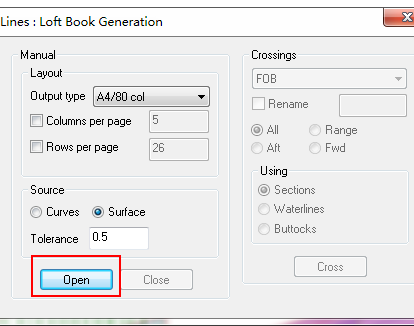 Lines : Loft Book Generation
Manual
Layout
Output type A4/80 col
Columns per page 5
Rows per page 26
Source
Curves Surface
Tolerance 0.5
Open Close
Crossings
FOB
Rename
All Range
Aft Fwd
Using
Sections
Waterlines
Buttocks
Cross